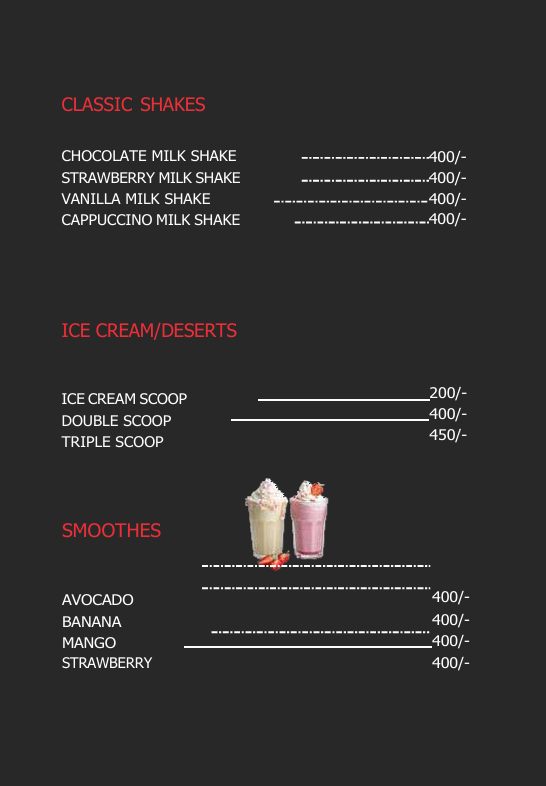 CLASSIC SHAKES
CHOCOLATE MILK SHAKE 400/-
STRAWBERRY MILK SHAKE 400/-
VANILLA MILK SHAKE 400/-
CAPPUCCINO MILK SHAKE 400/-
ICE CREAM/DESERTS
ICE CREAM SCOOP 200/-
DOUBLE SCOOP 400/-
TRIPLE SCOOP 450/-
SMOOTHES
AVOCADO 400/-
BANANA 400/-
MANGO 400/-
STRAWBERRY 400/-